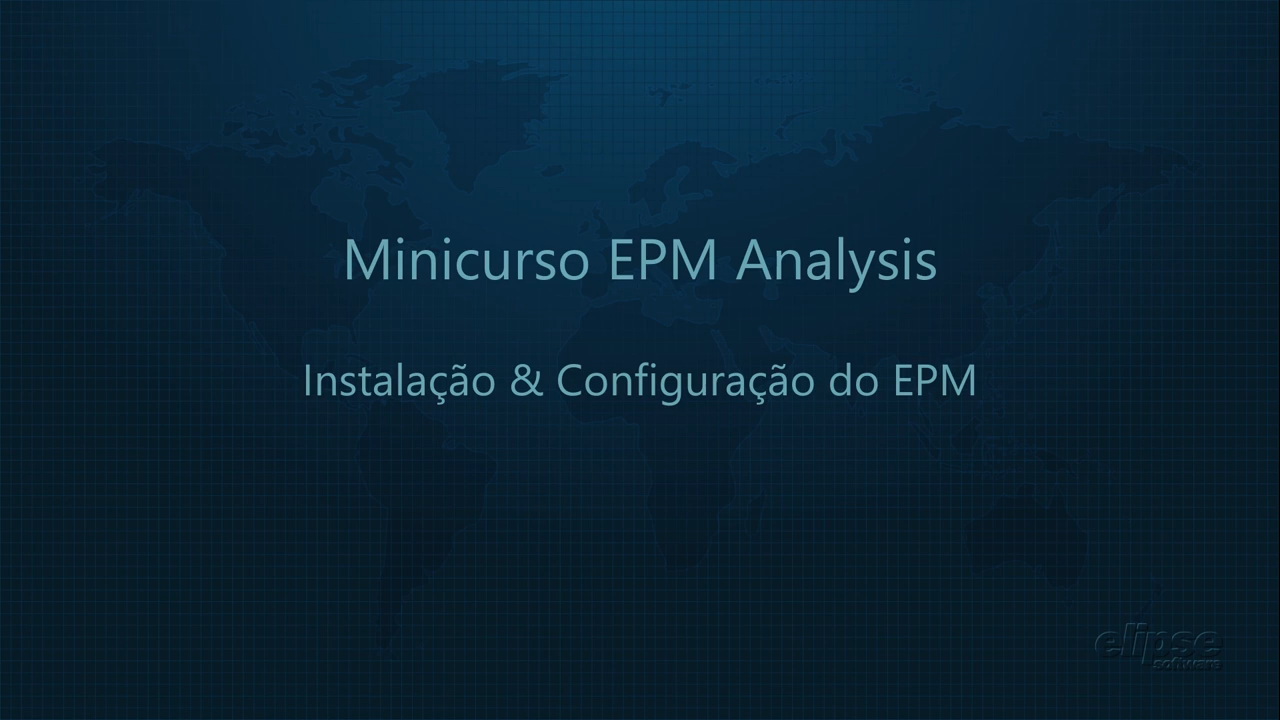 Minicurso EPM Analysis
Instalação & Configuração do EPM
elipse
software